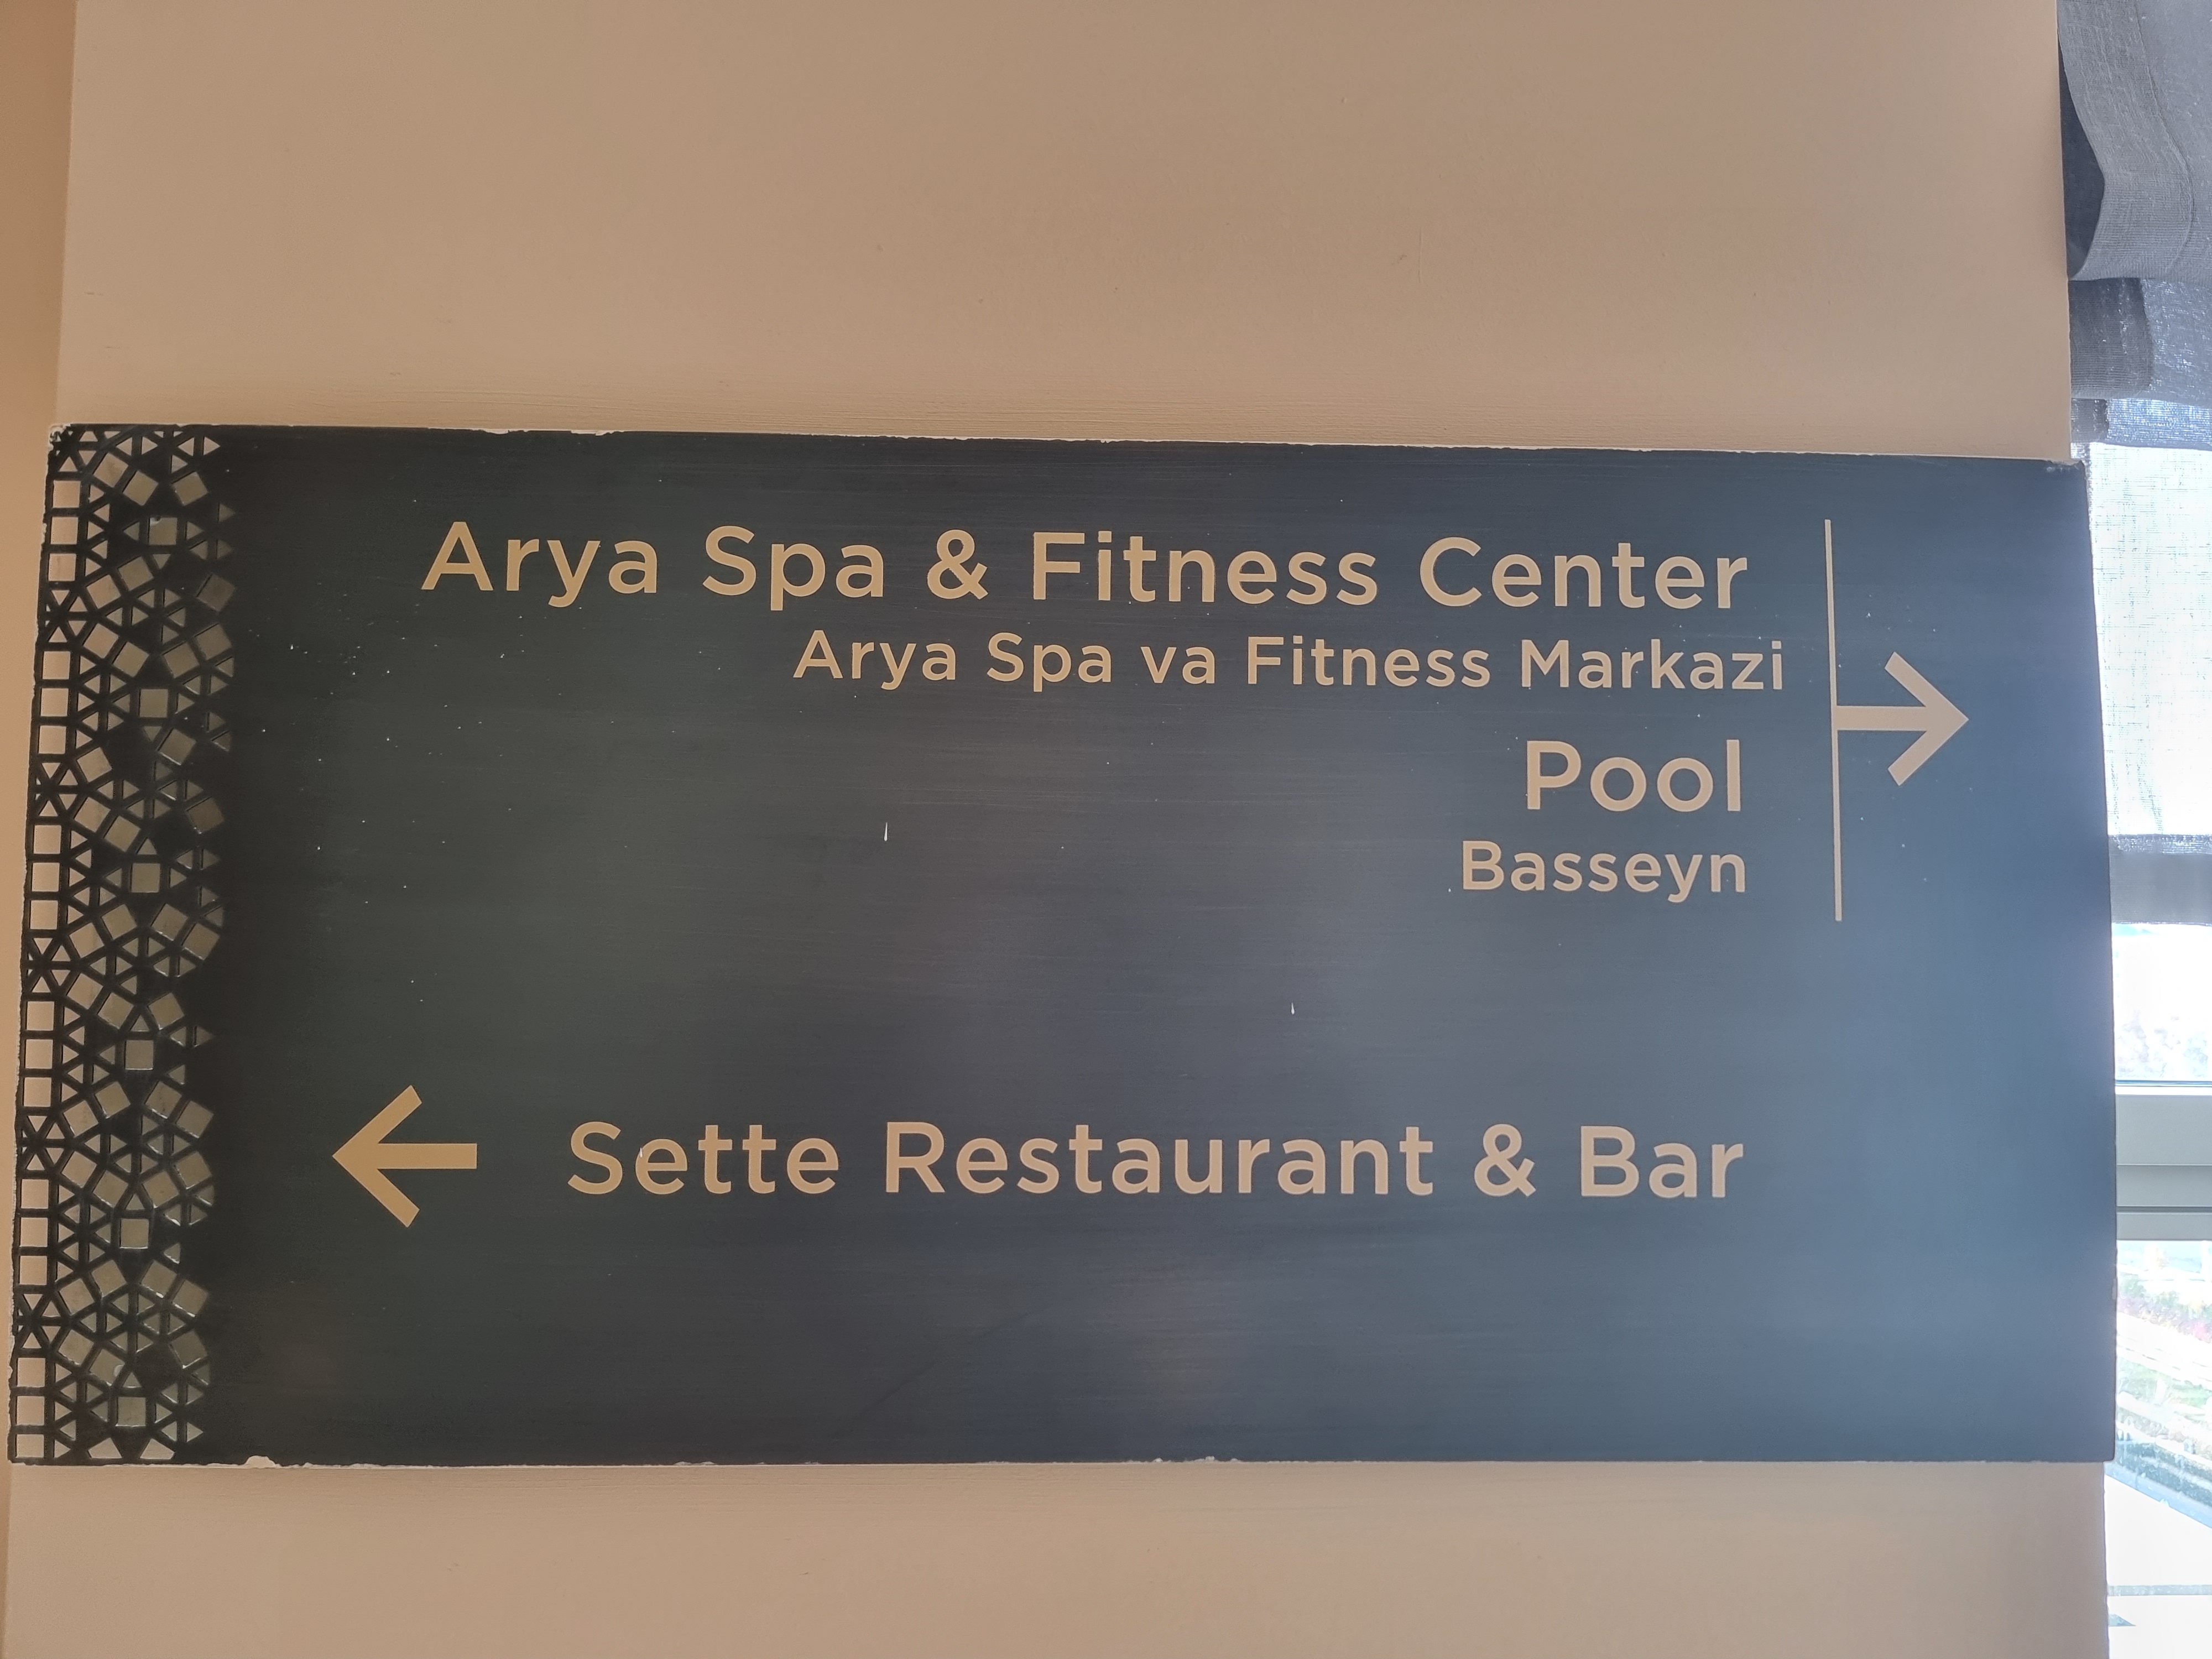 Arya Spa & Fitness Center
Arya Spa va Fitness Markazi
Pool
Basseyn
Sette Restaurant & Bar